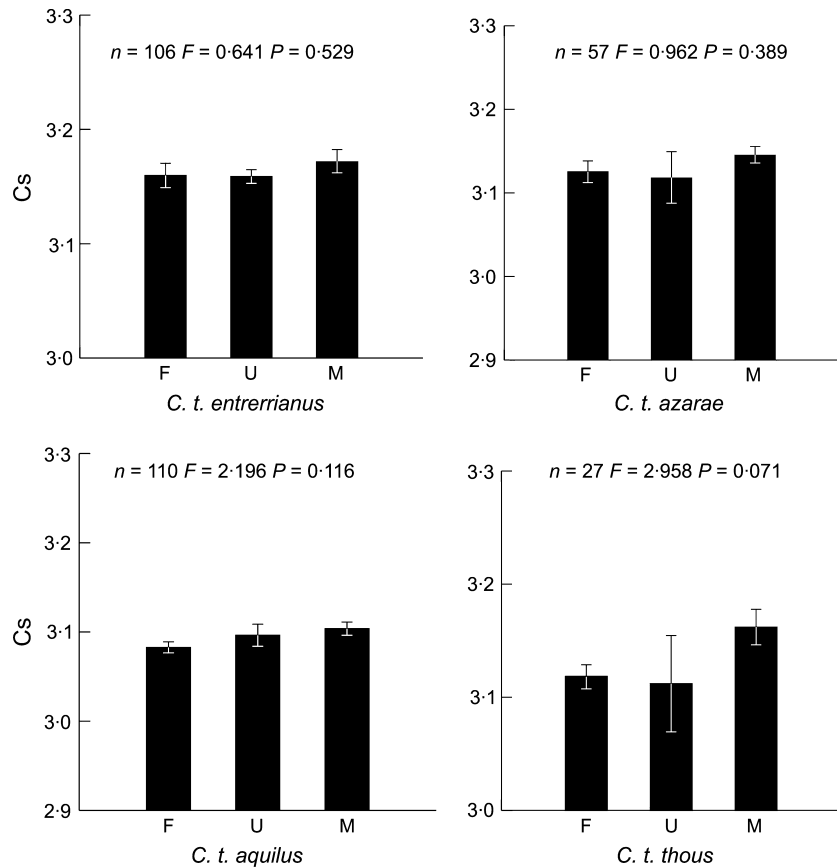 3·3
n = 106 F = 0·641 P = 0·529
3·2
Cs
3·1
3·0
F U M
C. t. entrerrianus
3·3
n = 57 F = 0·962 P = 0·389
3·2
3·1
3·0
2·9
F U M
C. t. azarae
3·3
n = 110 F = 2·196 P = 0·116
3·2
Cs
3·1
3·0
2·9
F U M
C. t. aquilus
3·3
n = 27 F = 2·958 P = 0·071
3·2
3·1
3·0
F U M
C. t. thous